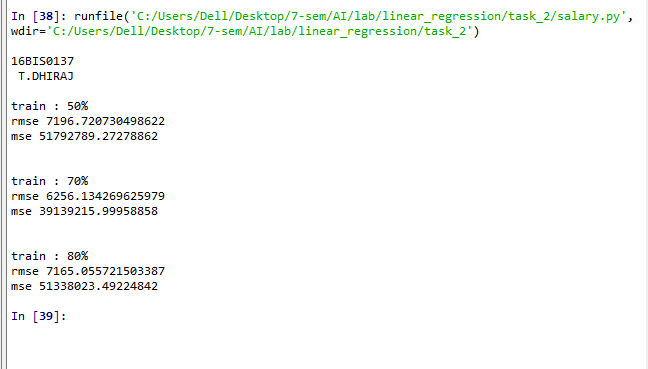 In [38]: runfile('C:/Users/Dell/Desktop/7-sem/AI/lab/linear_regression/task_2/salary.py',
wdir='C:/Users/Dell/Desktop/7-sem/AI/lab/linear_regression/task_2')
16BIS0137
T.DHIRAJ
train : 50%
rmse 7196.720730498622
mse 51792789.27278862
train : 70%
rmse 6256.134269625979
mse 39139215.99958858
train : 80%
rmse 7165.055721503387
mse 51338023.49224842
In [39]: